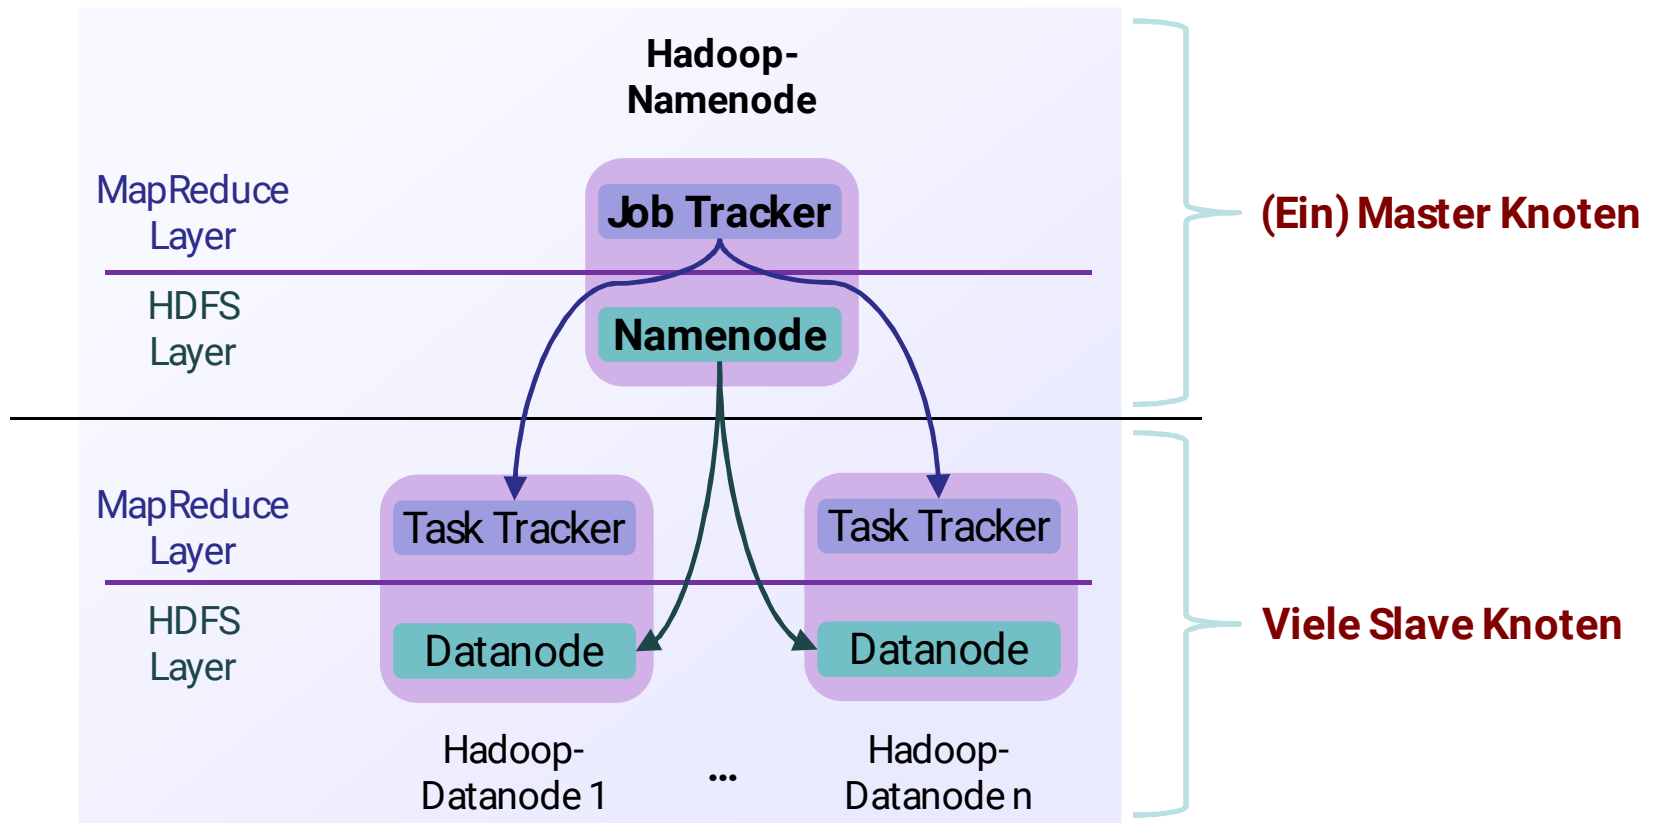 Hadoop-
Namenode
MapReduce
Layer
Job Tracker
(Ein) Master Knoten
HDFS
Layer
Namenode
MapReduce
Layer
Task Tracker
Task Tracker
HDFS
Layer
Datanode
Datanode
Viele Slave Knoten
Hadoop-
Datanode 1
...
Hadoop-
Datanode n